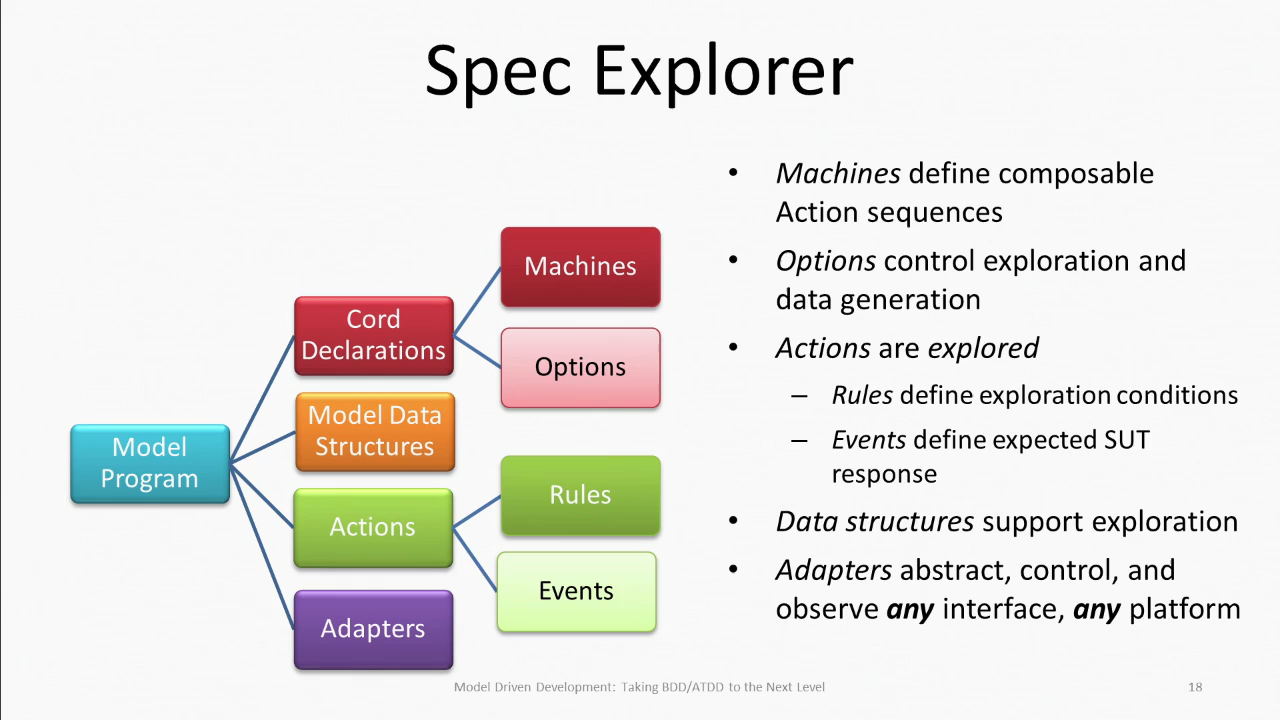 Spec Explorer
Machines
Cord
Declarations
Options
Model Data
Structures
Model
Program
Rules
Actions
Events
Adapters
• Machines define composable
Action sequences
• Options control exploration and
data generation
• Actions are explored
– Rules define exploration conditions
– Events define expected SUT
response
• Data structures support exploration
• Adapters abstract, control, and
observe any interface, any platform
Model Driven Development: Taking BDD/ATDD to the Next Level
18